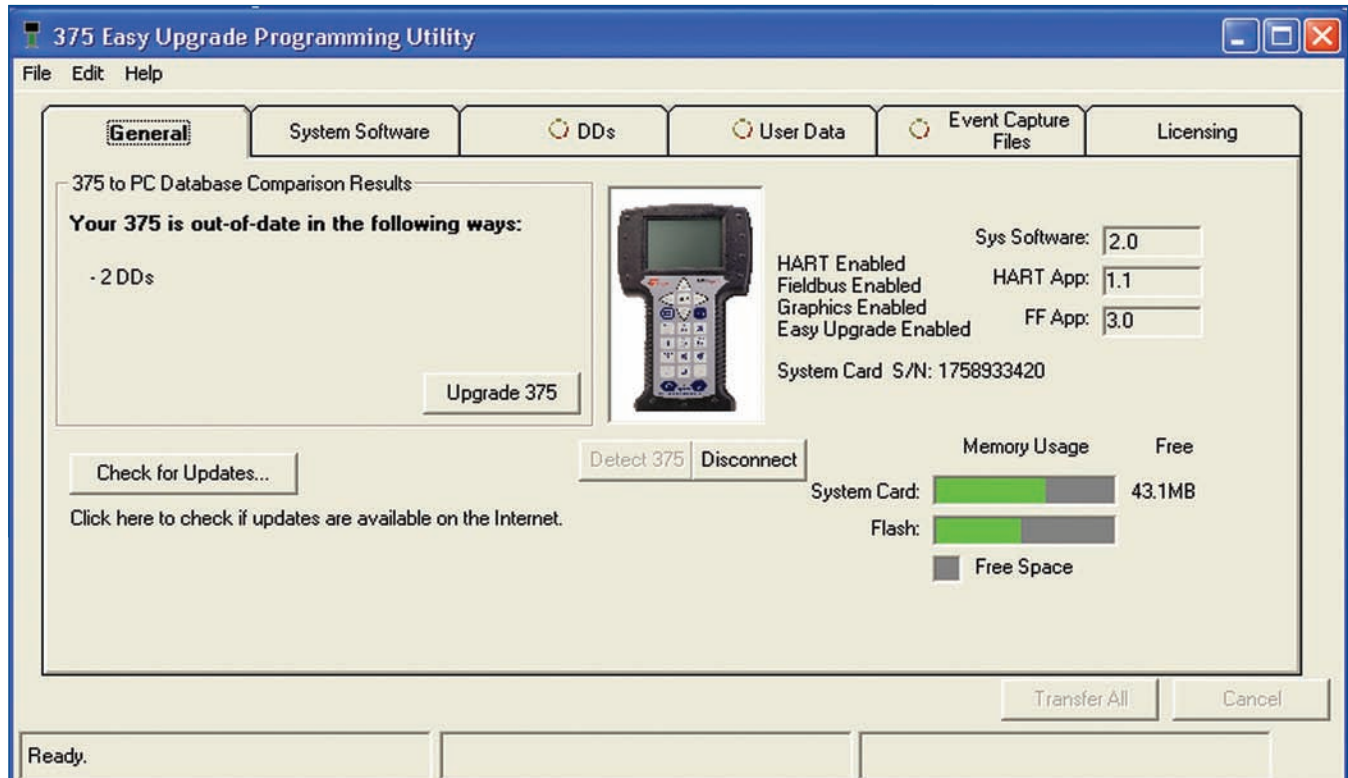 375 Easy Upgrade Programming Utility
File Edit Help
General System Software DDs User Data Event Capture Files Licensing
375 to PC Database Comparison Results
Your 375 is out-of-date in the following ways:
- 2 DDs
Upgrade 375
HART Enabled
Fieldbus Enabled
Graphics Enabled
Easy Upgrade Enabled
System Card S/N: 1758933420
Sys Software: 2.0
HART App: 1.1
FF App: 3.0
Check for Updates...
Click here to check if updates are available on the Internet.
Detect 375 Disconnect
Memory Usage Free
System Card: 43.1MB
Flash:
Free Space
Transfer All Cancel
Ready.